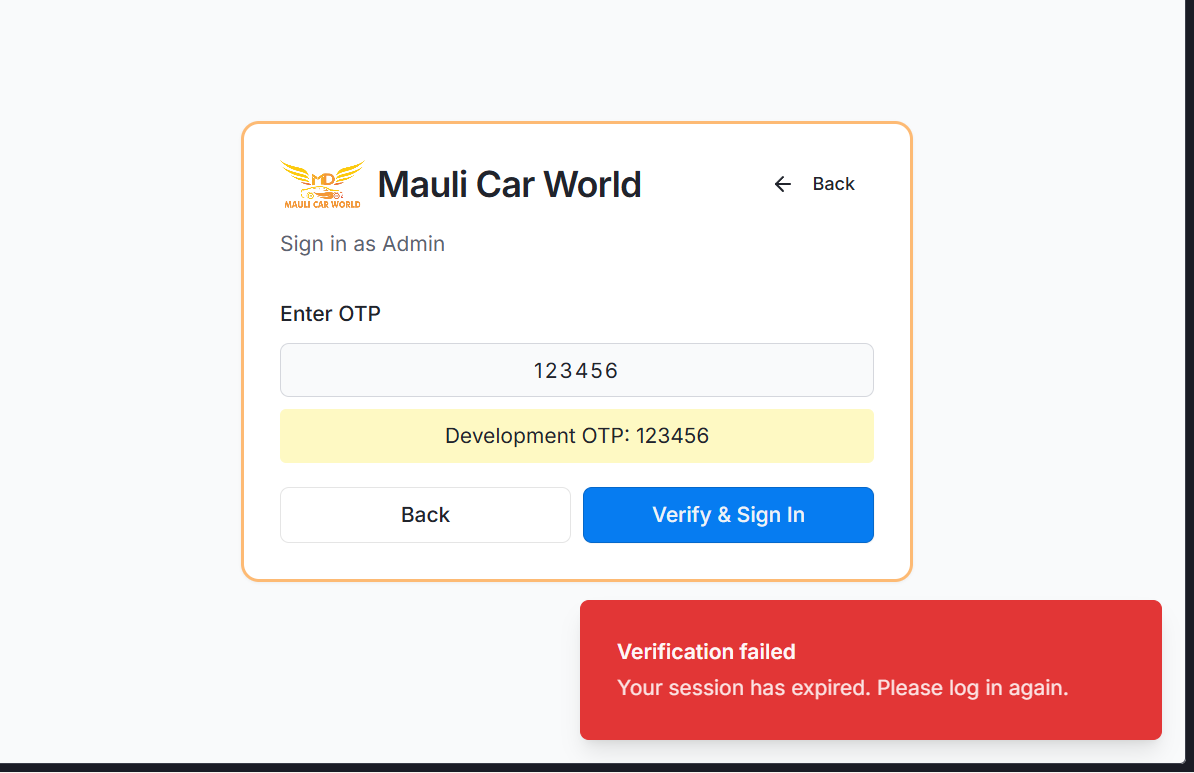 MD
MAULI CAR WORLD
Mauli Car World
Back
Sign in as Admin
Enter OTP
123456
Development OTP: 123456
Back
Verify & Sign In
Verification failed
Your session has expired. Please log in again.